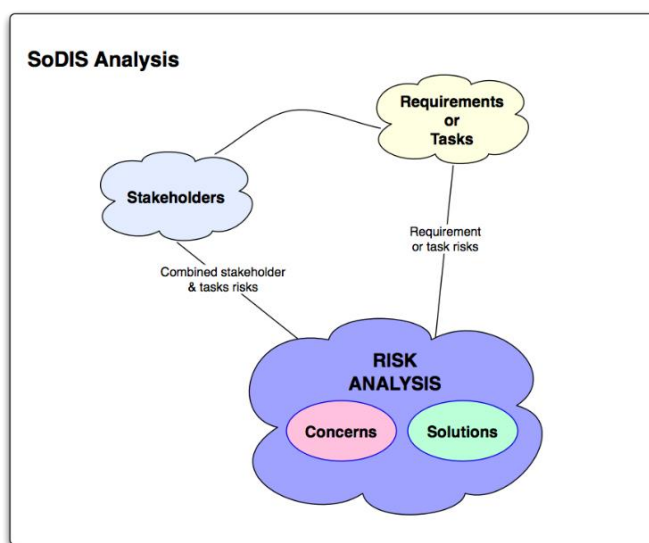 SoDIS Analysis
Requirements
or
Tasks
Stakeholders
Requirement
or task risks
Combined stakeholder
& tasks risks
RISK
ANALYSIS
Concerns
Solutions